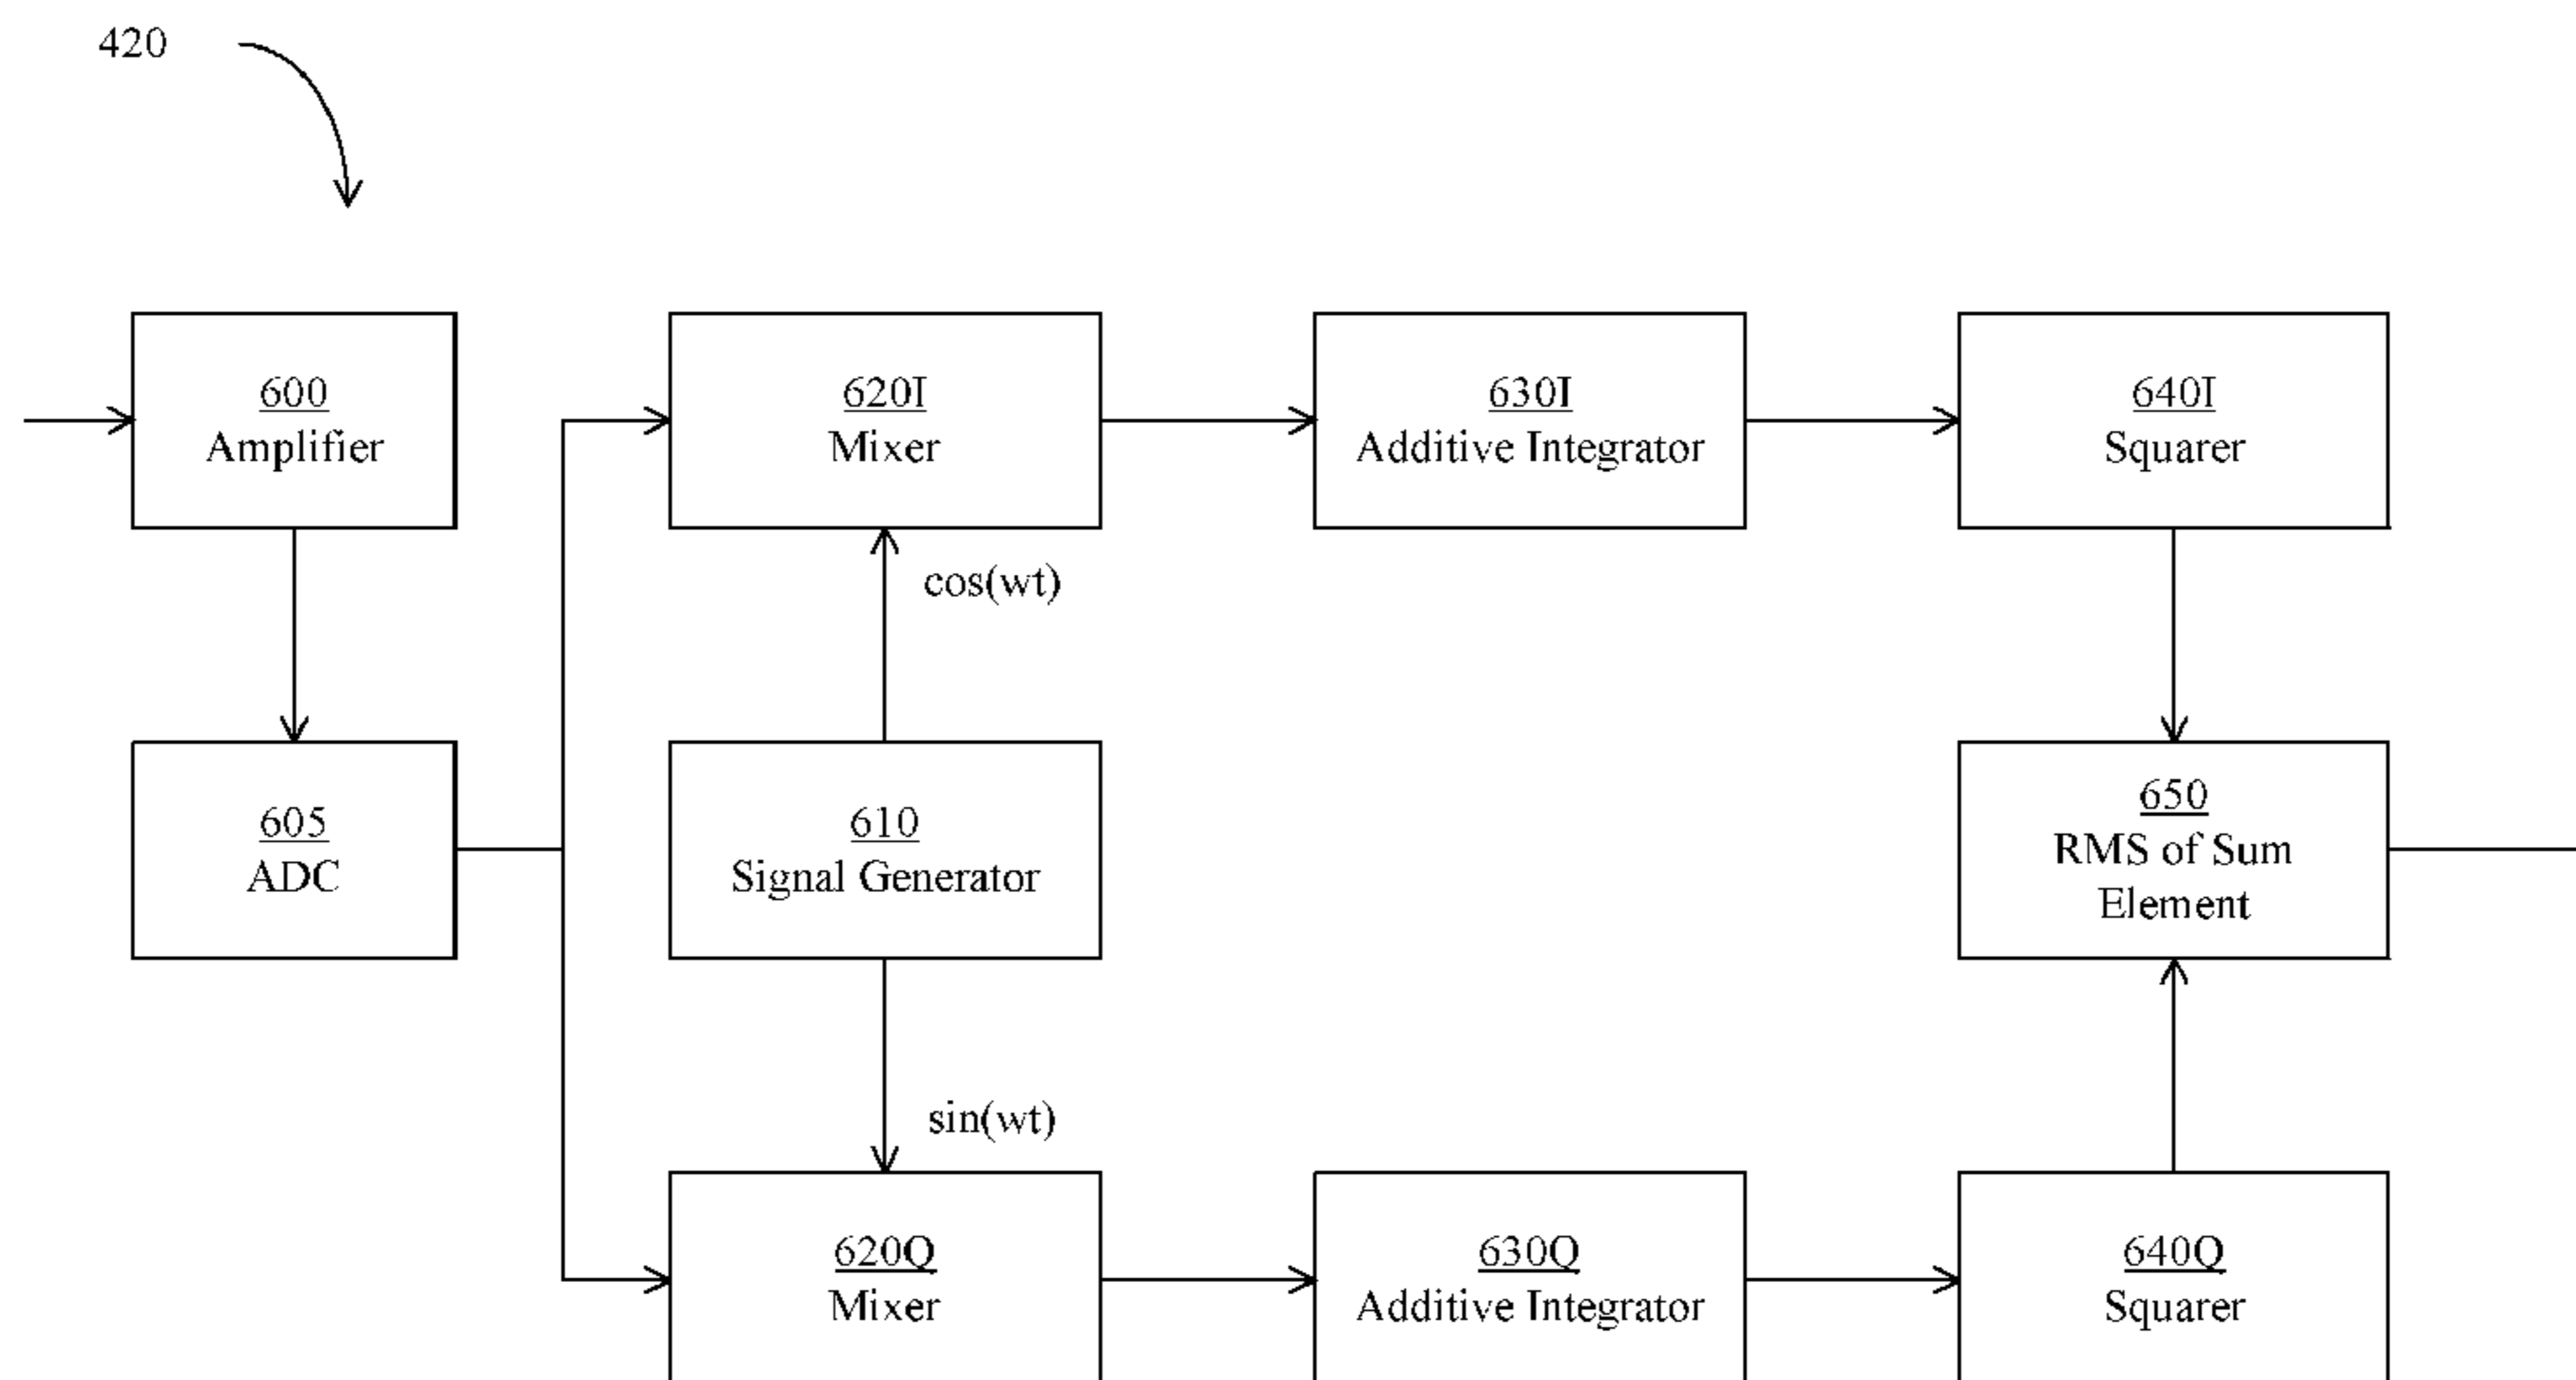 420
600
Amplifier
620I
Mixer
630I
Additive Integrator
640I
Squarer
cos(wt)
605
ADC
610
Signal Generator
650
RMS of Sum
Element
sin(wt)
620Q
Mixer
630Q
Additive Integrator
640Q
Squarer